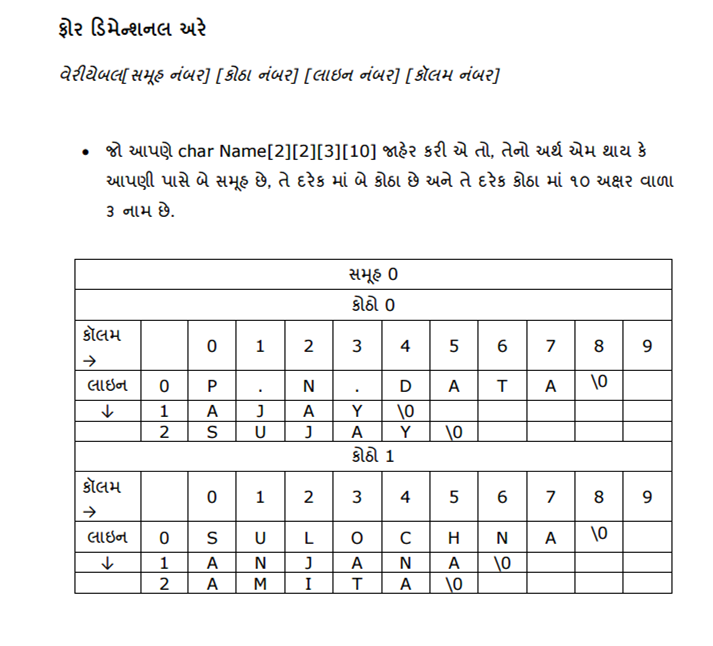 ફોર ડિમેન્શનલ અરે
વેરીયેબલ[સમૂહ નંબર] [કોઠા નંબર] [લાઇન નંબર] [કૉલમ નંબર]
• જો આપણે char Name[2][2][3][10] જાહેર કરી એ તો, તેનો અર્થ એમ થાય કે
આપણી પાસે બે સમૂહ છે, તે દરેક માં બે કોઠા છે અને તે દરેક કોઠા માં ૧૦ અક્ષર વાળા
૩ નામ છે.
સમૂહ 0
કોઠો 0
કૉલમ → 0 1 2 3 4 5 6 7 8 9
લાઇન 0 P . N . D A T A \0
↓ 1 A J A Y \0
2 S U J A Y \0
કોઠો 1
કૉલમ → 0 1 2 3 4 5 6 7 8 9
લાઇન 0 S U L O C H N A \0
↓ 1 A N J A N A \0
2 A M I T A \0